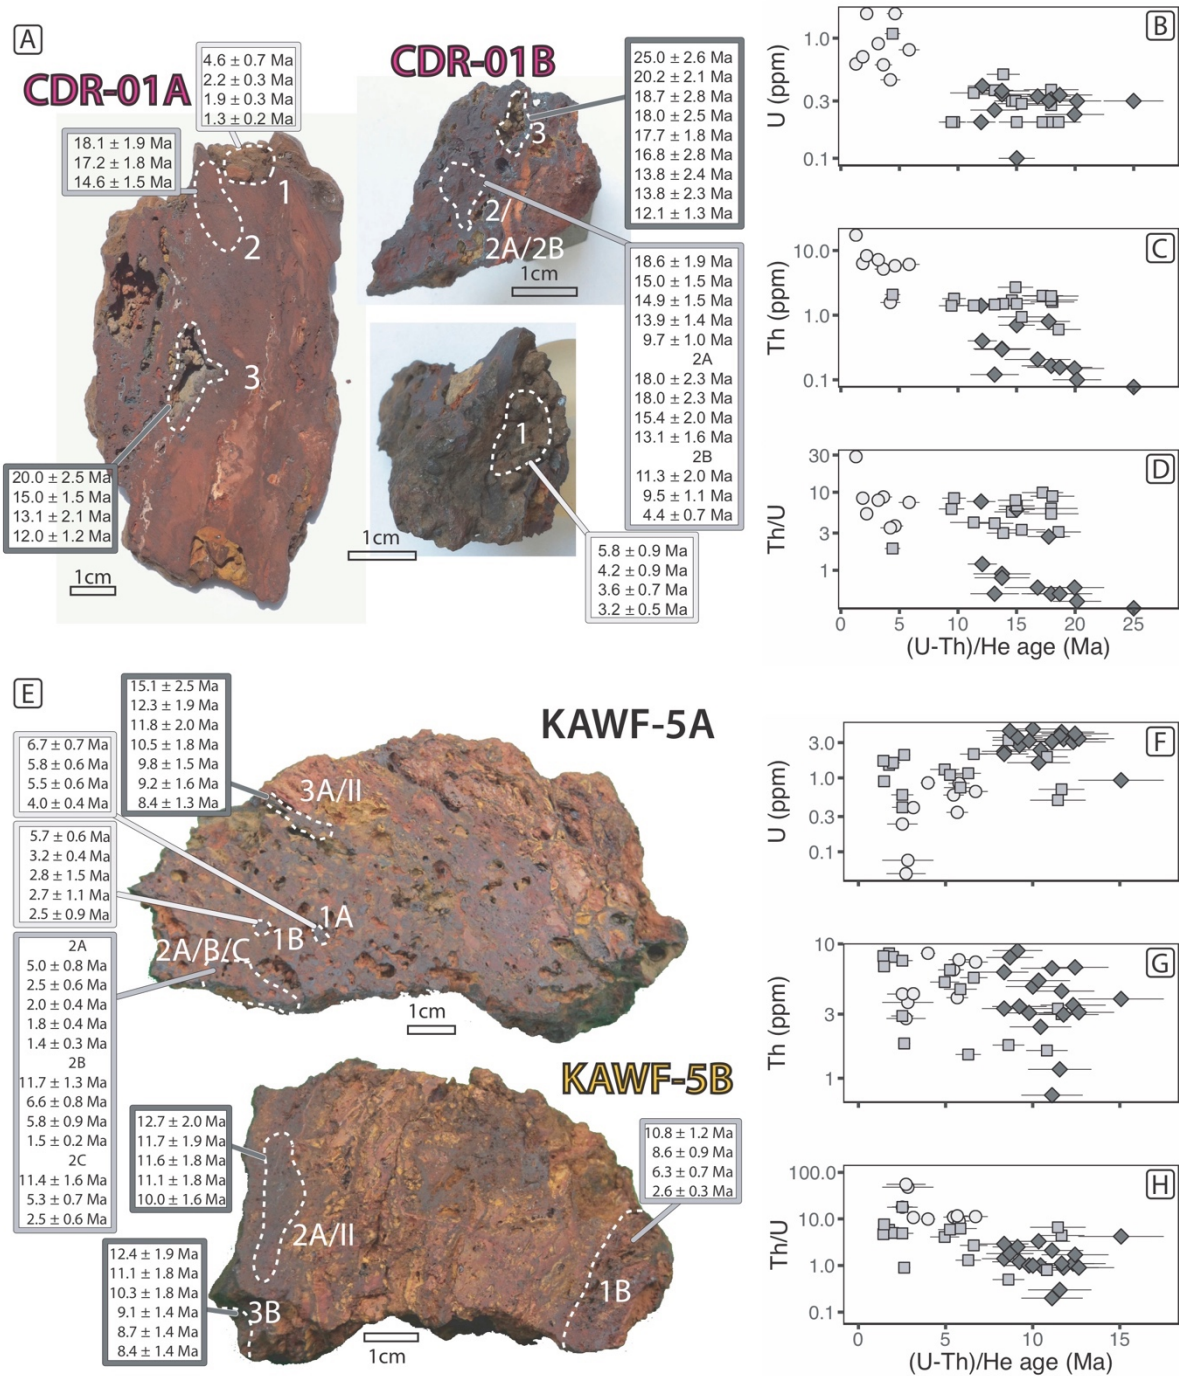 A
CDR-01A
4.6 ± 0.7 Ma
2.2 ± 0.3 Ma
1.9 ± 0.3 Ma
1.3 ± 0.2 Ma
18.1 ± 1.9 Ma
17.2 ± 1.8 Ma
14.6 ± 1.5 Ma
1
2
3
20.0 ± 2.5 Ma
15.0 ± 1.5 Ma
13.1 ± 2.1 Ma
12.0 ± 1.2 Ma
1cm
CDR-01B
25.0 ± 2.6 Ma
20.2 ± 2.1 Ma
18.7 ± 2.8 Ma
18.0 ± 2.5 Ma
17.7 ± 1.8 Ma
16.8 ± 2.8 Ma
13.8 ± 2.4 Ma
13.8 ± 2.3 Ma
12.1 ± 1.3 Ma
3
2/
2A/2B
1cm
18.6 ± 1.9 Ma
15.0 ± 1.5 Ma
14.9 ± 1.5 Ma
13.9 ± 1.4 Ma
9.7 ± 1.0 Ma
2A
18.0 ± 2.3 Ma
18.0 ± 2.3 Ma
15.4 ± 2.0 Ma
13.1 ± 1.6 Ma
2B
11.3 ± 2.0 Ma
9.5 ± 1.1 Ma
4.4 ± 0.7 Ma
1
1cm
5.8 ± 0.9 Ma
4.2 ± 0.9 Ma
3.6 ± 0.7 Ma
3.2 ± 0.5 Ma
B
U (ppm)
1.0
0.3
0.1
C
Th (ppm)
10.0
1.0
0.1
D
Th/U
30
10
3
1
0 5 10 15 20 25
(U-Th)/He age (Ma)
E
KAWF-5A
15.1 ± 2.5 Ma
12.3 ± 1.9 Ma
11.8 ± 2.0 Ma
10.5 ± 1.8 Ma
9.8 ± 1.5 Ma
9.2 ± 1.6 Ma
8.4 ± 1.3 Ma
6.7 ± 0.7 Ma
5.8 ± 0.6 Ma
5.5 ± 0.6 Ma
4.0 ± 0.4 Ma
5.7 ± 0.6 Ma
3.2 ± 0.4 Ma
2.8 ± 1.5 Ma
2.7 ± 1.1 Ma
2.5 ± 0.9 Ma
2A
5.0 ± 0.8 Ma
2.5 ± 0.6 Ma
2.0 ± 0.4 Ma
1.8 ± 0.4 Ma
1.4 ± 0.3 Ma
2B
11.7 ± 1.3 Ma
6.6 ± 0.8 Ma
5.8 ± 0.9 Ma
1.5 ± 0.2 Ma
2C
11.4 ± 1.6 Ma
5.3 ± 0.7 Ma
2.5 ± 0.6 Ma
3A/II
1A
1B
2A/B/C
1cm
KAWF-5B
12.7 ± 2.0 Ma
11.7 ± 1.9 Ma
11.6 ± 1.8 Ma
11.1 ± 1.8 Ma
10.0 ± 1.6 Ma
10.8 ± 1.2 Ma
8.6 ± 0.9 Ma
6.3 ± 0.7 Ma
2.6 ± 0.3 Ma
12.4 ± 1.9 Ma
11.1 ± 1.8 Ma
10.3 ± 1.8 Ma
9.1 ± 1.4 Ma
8.7 ± 1.4 Ma
8.4 ± 1.4 Ma
2A/II
3B
1B
1cm
F
U (ppm)
3.0
1.0
0.3
0.1
G
Th (ppm)
10
3
1
H
Th/U
100.0
10.0
1.0
0.1
0 5 10 15
(U-Th)/He age (Ma)